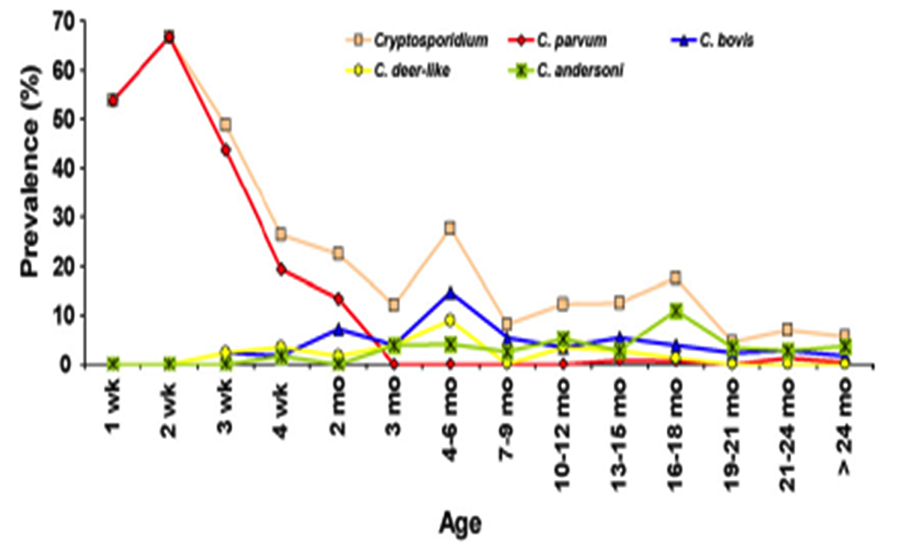 Cryptosporidium C. parvum C. bovis
C. deer-like C. andersoni
Prevalence (%)
70
60
50
40
30
20
10
0
1 wk
2 wk
3 wk
4 wk
2 mo
3 mo
4-6 mo
7-9 mo
10-12 mo
13-15 mo
16-18 mo
19-21 mo
21-24 mo
> 24 mo
Age